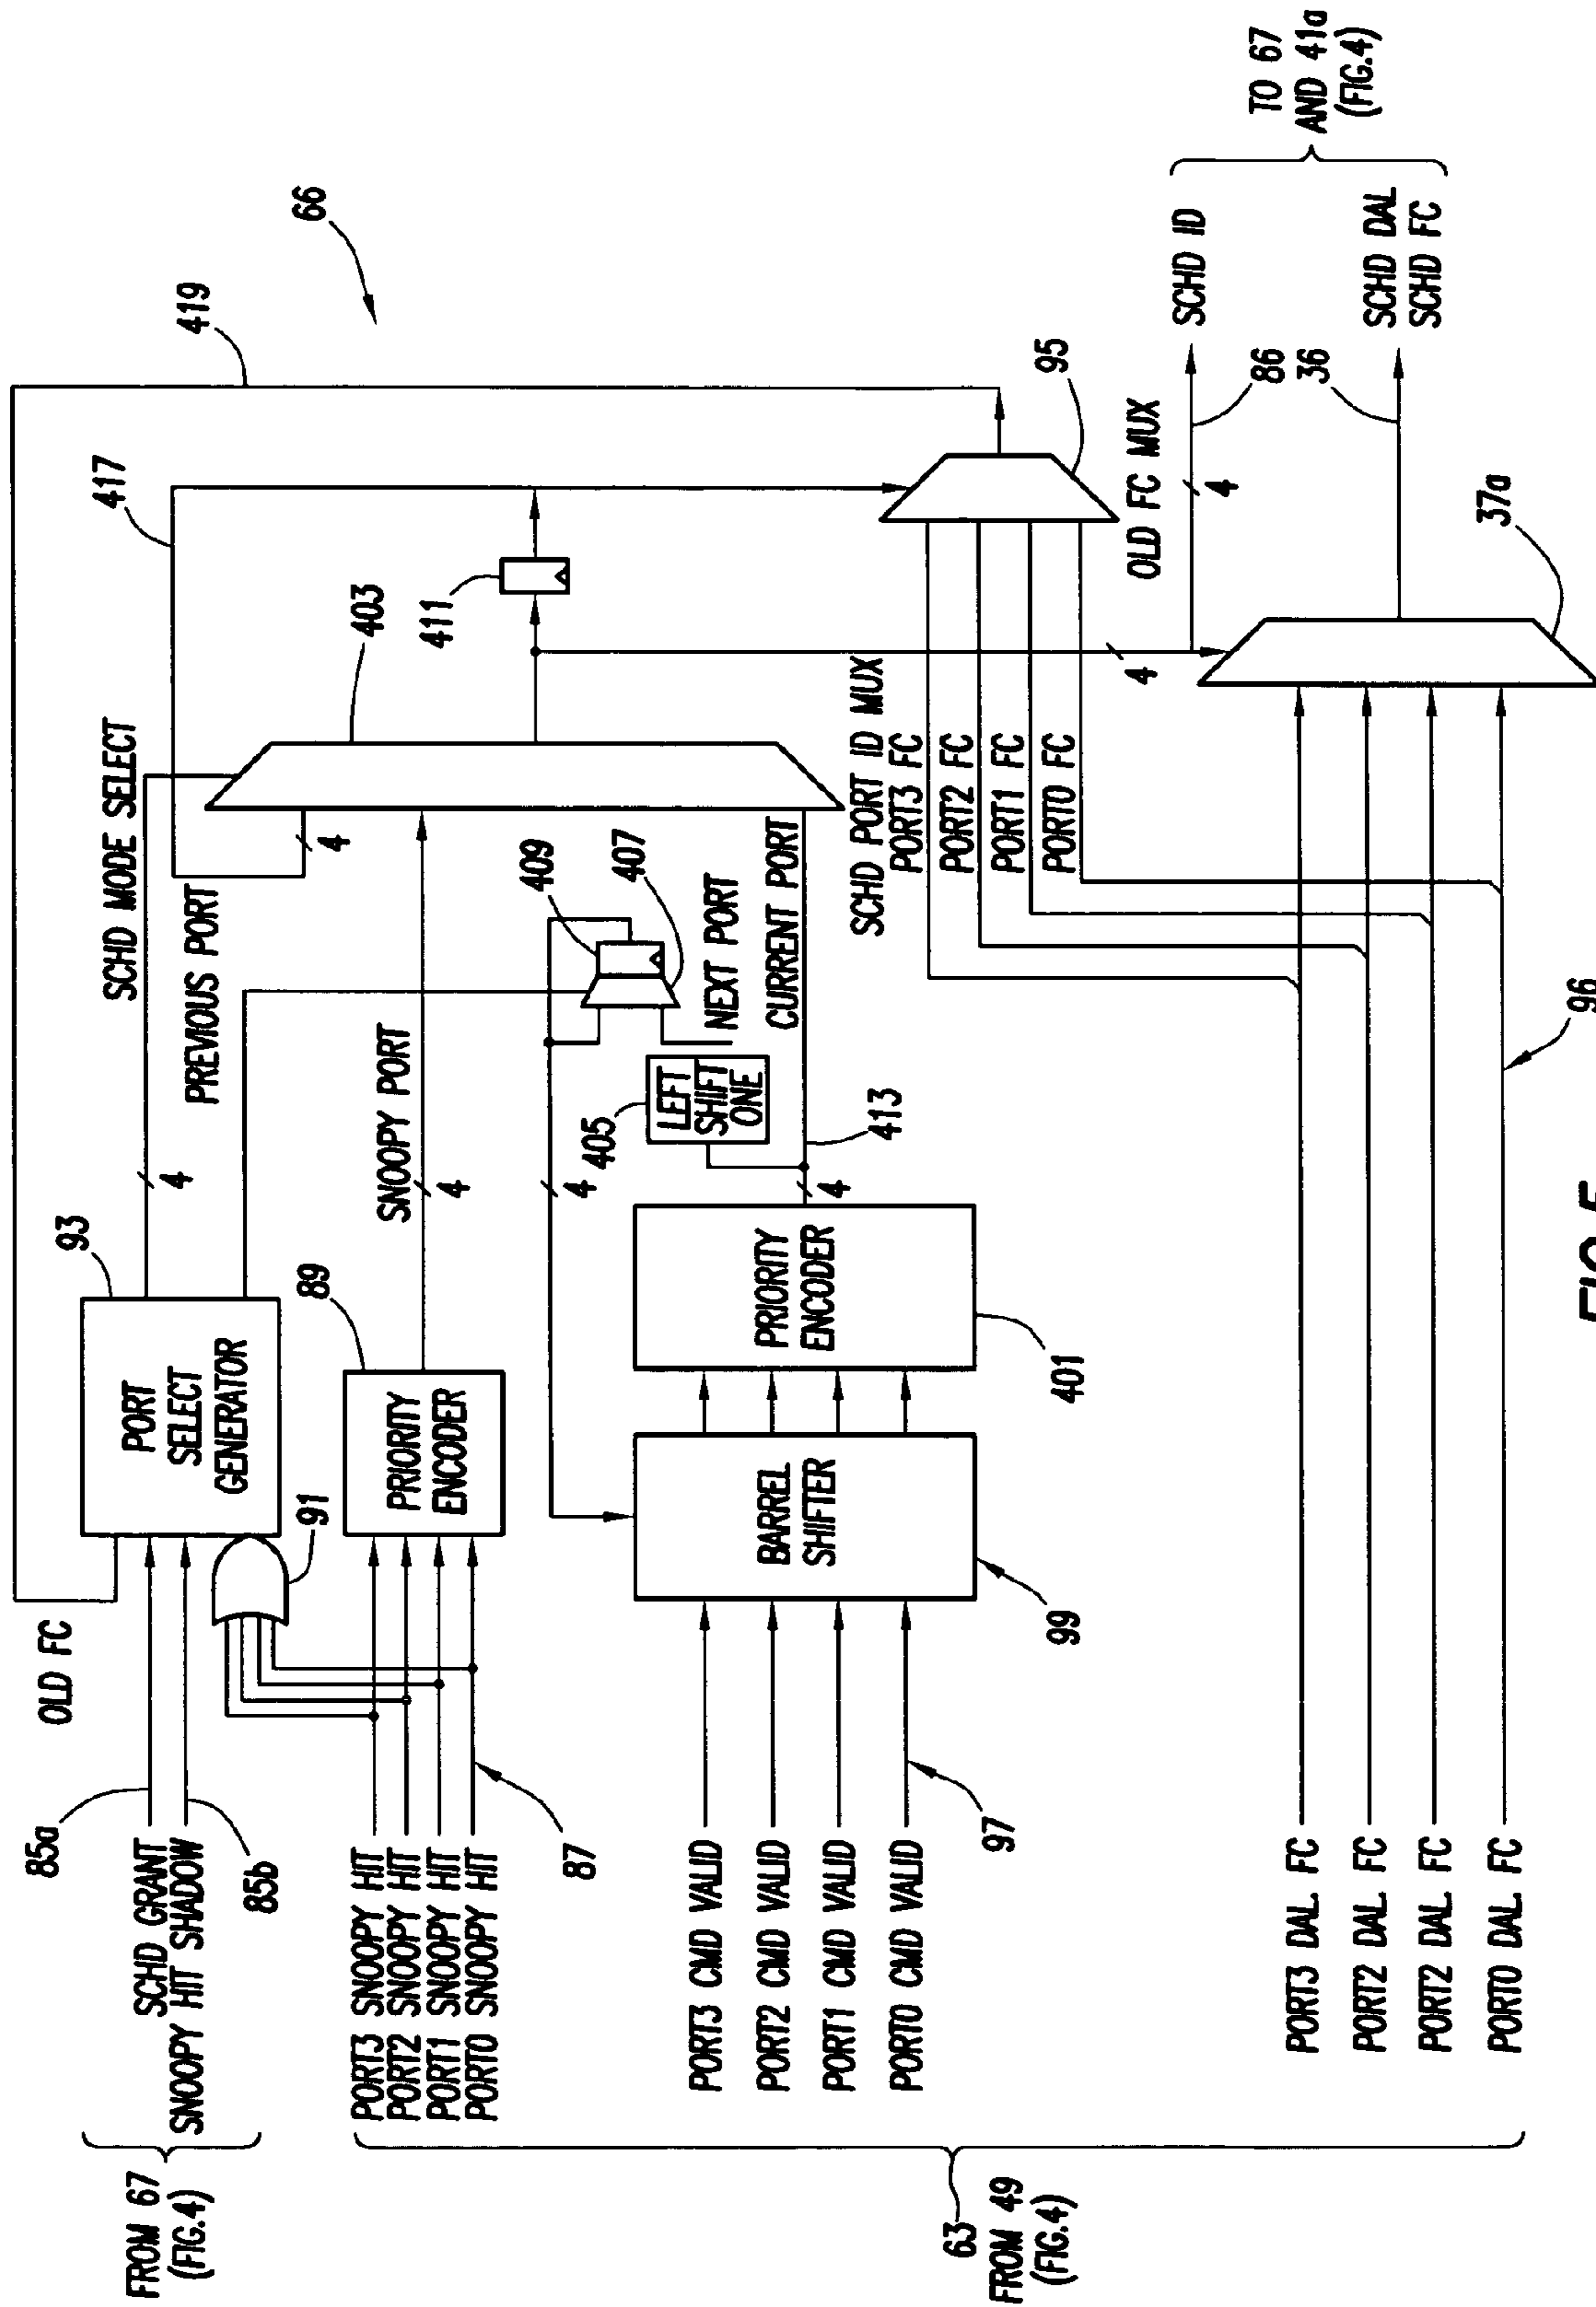 FROM 67
(FIG.4)
85a
SCHD GRANT
SNOOPY HIT SHADOW
85b
OLD FC
91
93
PORT
SELECT
GENERATOR
4
SCHD MODE SELECT
PREVIOUS PORT
4
417
419
66
PORT3 SNOOPY HIT
PORT2 SNOOPY HIT
PORT1 SNOOPY HIT
PORT0 SNOOPY HIT
87
89
PRIORITY
ENCODER
SNOOPY PORT
4
403
411
63
FROM 49
(FIG.4)
PORT3 CMD VALID
PORT2 CMD VALID
PORT1 CMD VALID
PORT0 CMD VALID
97
BARREL
SHIFTER
99
PRIORITY
ENCODER
401
4
405
LEFT
SHIFT
ONE
4
413
409
407
NEXT PORT
CURRENT PORT
SCHD PORT ID MUX
PORT3 FC
PORT2 FC
PORT1 FC
PORT0 FC
4
95
OLD FC MUX
4
86
SCHD ID
36
SCHD DAL
SCHD FC
TO 67
AND 41a
(FIG.4)
PORT3 DAL. FC
PORT2 DAL. FC
PORT2 DAL. FC
PORT0 DAL. FC
96
37a
FIG.5